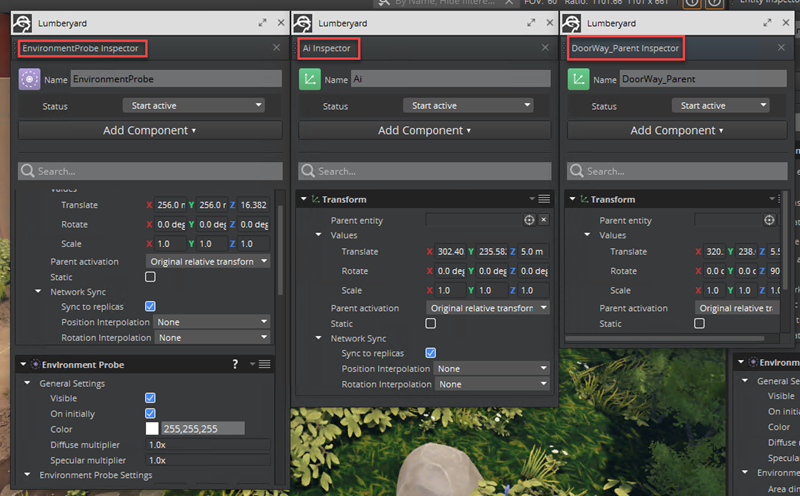 By Name, Hide filtere...
FOV: 60 Ratio: 1101.66 1101 x 661
Lumberyard
EnvironmentProbe Inspector
Name EnvironmentProbe
Status Start active
Add Component
Search...
Values
Translate X 256.0 m Y 256.0 m Z 16.382
Rotate X 0.0 deg Y 0.0 deg Z 0.0 deg
Scale X 1.0 Y 1.0 Z 1.0
Parent activation Original relative transform
Static
Network Sync
Sync to replicas
Position Interpolation None
Rotation Interpolation None
Environment Probe ?
General Settings
Visible
On initially
Color 255,255,255
Diffuse multiplier 1.0x
Specular multiplier 1.0x
Environment Probe Settings
Lumberyard
Ai Inspector
Name Ai
Status Start active
Add Component
Search...
Transform
Parent entity
Values
Translate X 302.40 Y 235.582 Z 5.0 m
Rotate X 0.0 deg Y 0.0 deg Z 0.0 deg
Scale X 1.0 Y 1.0 Z 1.0
Parent activation Original relative transform
Static
Network Sync
Sync to replicas
Position Interpolation None
Rotation Interpolation None
Lumberyard
DoorWay_Parent Inspector
Name DoorWay_Parent
Status Start active
Add Component
Search...
Transform
Parent entity
Values
Translate X 320. Y 238. Z 5.5
Rotate X 0.0 Y 0.0 Z 90
Scale X 1.0 Y 1.0 Z 1.0
Parent activation Original relative tr
Static
Environm
General Se
Visible
On initially
Color
Diffuse mu
Specular m
Environme
Area dime